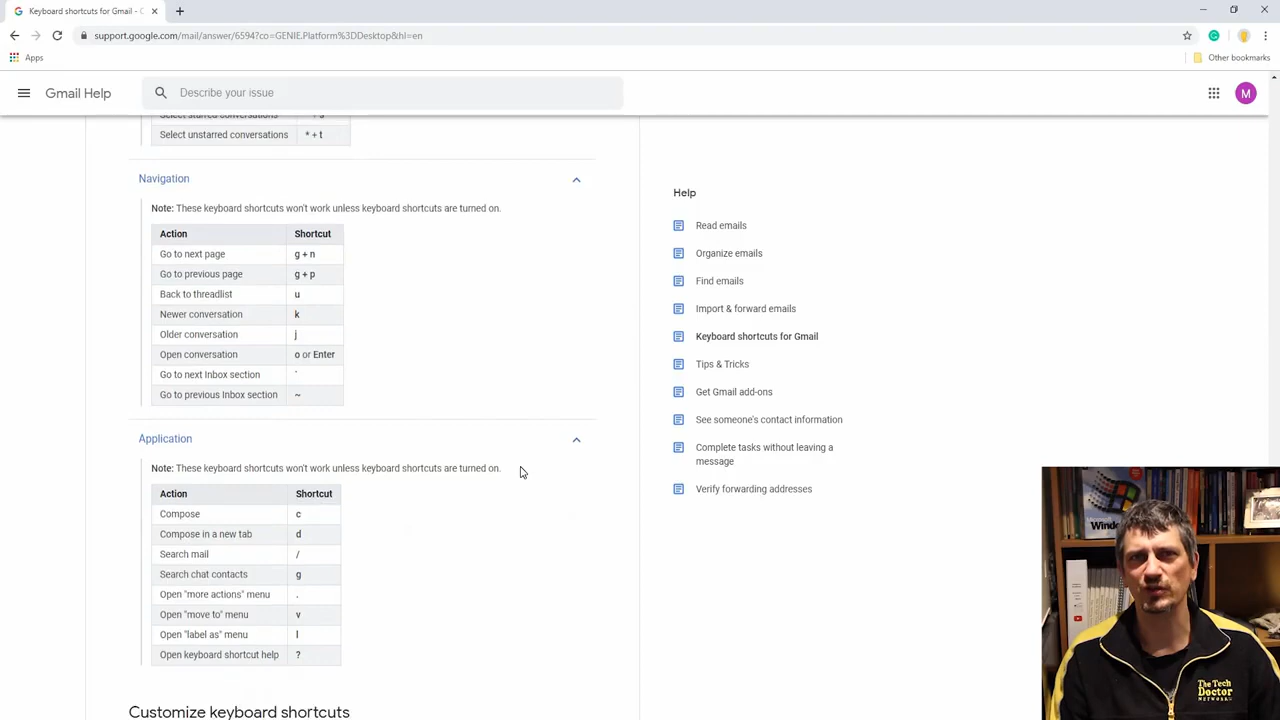 Keyboard shortcuts for Gmail - C
support.google.com/mail/answer/6594?co=GENIE.Platform%3DDesktop&hl=en
Apps
Other bookmarks
Gmail Help
Describe your issue
M
Select starred conversations * + s
Select unstarred conversations * + t
Navigation
Note: These keyboard shortcuts won't work unless keyboard shortcuts are turned on.
Action Shortcut
Go to next page g + n
Go to previous page g + p
Back to threadlist u
Newer conversation k
Older conversation j
Open conversation o or Enter
Go to next Inbox section `
Go to previous Inbox section ~
Application
Note: These keyboard shortcuts won't work unless keyboard shortcuts are turned on.
Action Shortcut
Compose c
Compose in a new tab d
Search mail /
Search chat contacts g
Open "more actions" menu .
Open "move to" menu v
Open "label as" menu l
Open keyboard shortcut help ?
Customize keyboard shortcuts
Help
Read emails
Organize emails
Find emails
Import & forward emails
Keyboard shortcuts for Gmail
Tips & Tricks
Get Gmail add-ons
See someone's contact information
Complete tasks without leaving a
message
Verify forwarding addresses
Windo
The Tech
Doctor
NETWORK